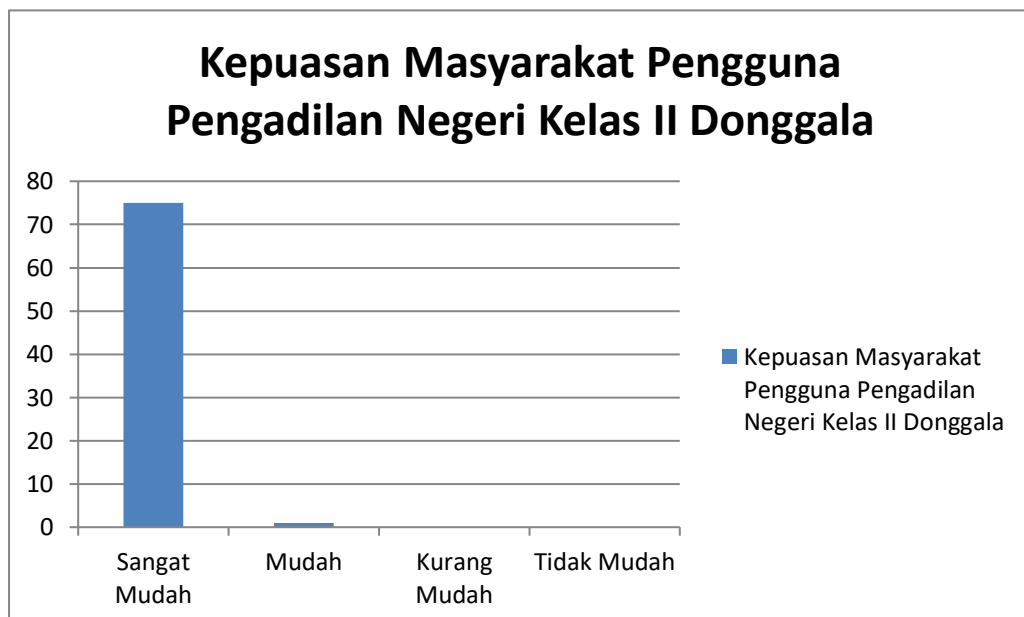 Kepuasan Masyarakat Pengguna
Pengadilan Negeri Kelas II Donggala
80
70
60
50
40
30
20
10
0
Sangat
Mudah
Mudah
Kurang
Mudah
Tidak Mudah
Kepuasan Masyarakat
Pengguna Pengadilan
Negeri Kelas II Donggala